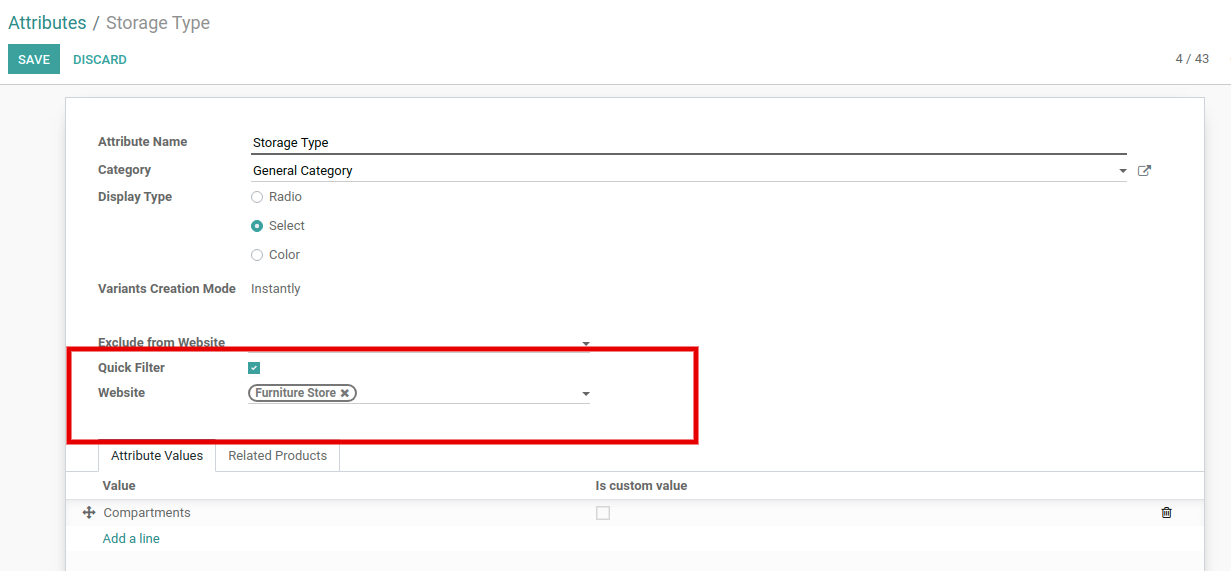 Attributes / Storage Type
SAVE DISCARD 4 / 43
Attribute Name Storage Type
Category General Category
Display Type Radio
Select
Color
Variants Creation Mode Instantly
Exclude from Website
Quick Filter
Website Furniture Store ✖
Attribute Values Related Products
Value Is custom value
Compartments
Add a line